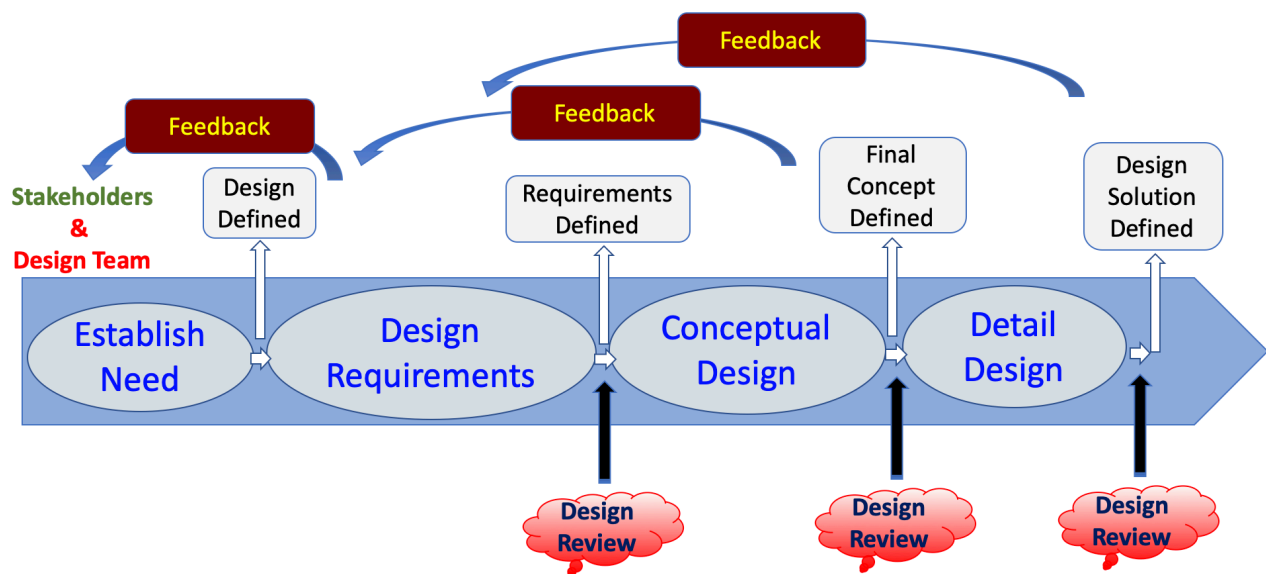 Feedback
Feedback
Feedback
Stakeholders
&
Design Team
Design
Defined
Requirements
Defined
Final
Concept
Defined
Design
Solution
Defined
Establish
Need
Design
Requirements
Conceptual
Design
Detail
Design
Design
Review
Design
Review
Design
Review